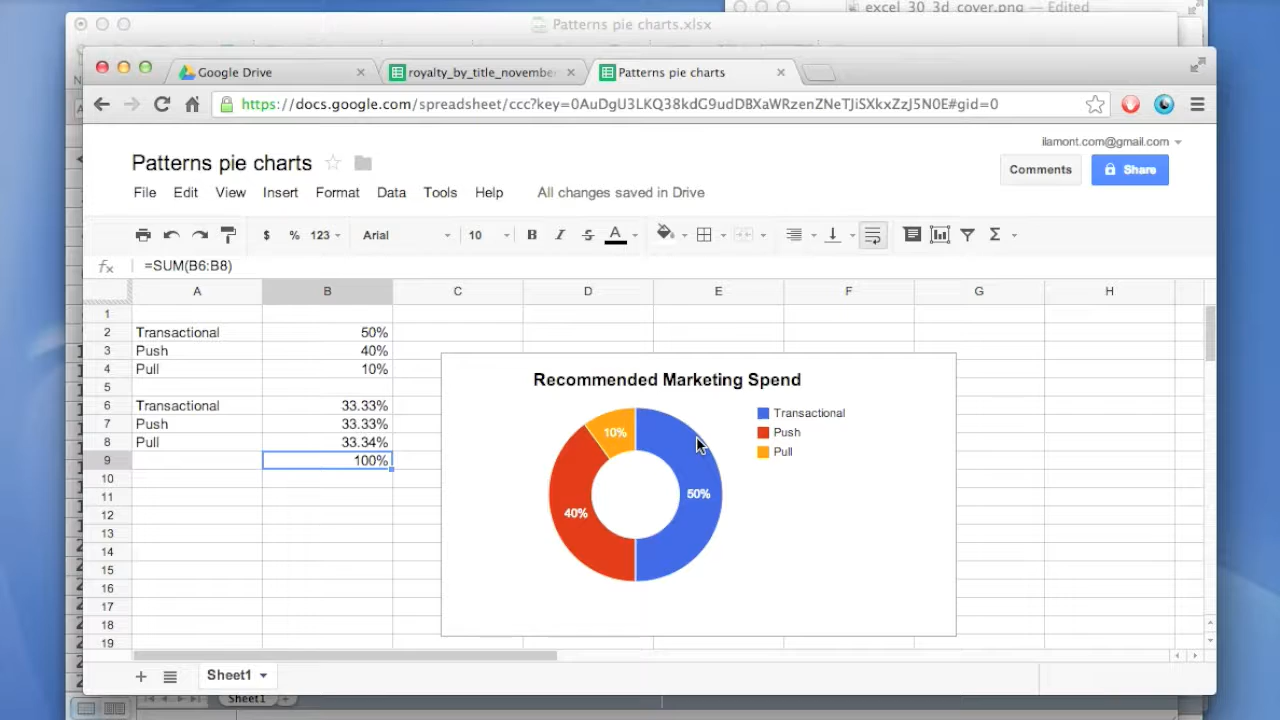 excel_30_3d_cover.png — Edited
Patterns pie charts.xlsx
Google Drive
royalty_by_title_novembe
Patterns pie charts
https://docs.google.com/spreadsheet/ccc?key=0AuDgU3LKQ38kdG9udDBXaWRzenZNeTJiSXkxZzJ5N0E#gid=0
ilamont.com@gmail.com
Patterns pie charts
Comments
Share
File Edit View Insert Format Data Tools Help All changes saved in Drive
$ % 123 Arial 10 B I S A Σ
fx =SUM(B6:B8)
A B C D E F G H
1
2 Transactional 50%
3 Push 40%
4 Pull 10%
5
6 Transactional 33.33%
7 Push 33.33%
8 Pull 33.34%
9 100%
10
11
12
13
14
15
16
17
18
19
Recommended Marketing Spend
Transactional
Push
Pull
10%
50%
40%
Sheet1
Sheet1